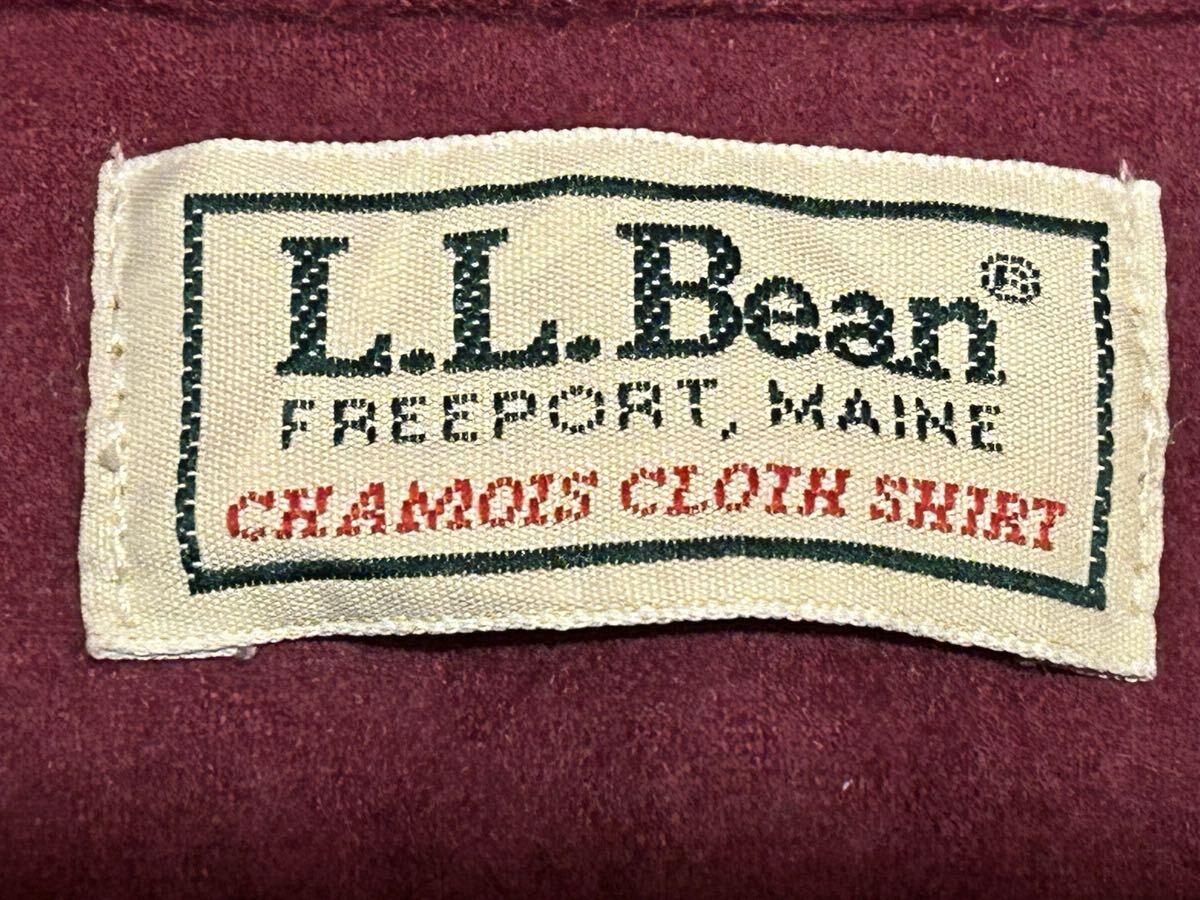 L.L.Bean®
FREEPORT, MAINE
CHAMOIS CLOTH SHIRT